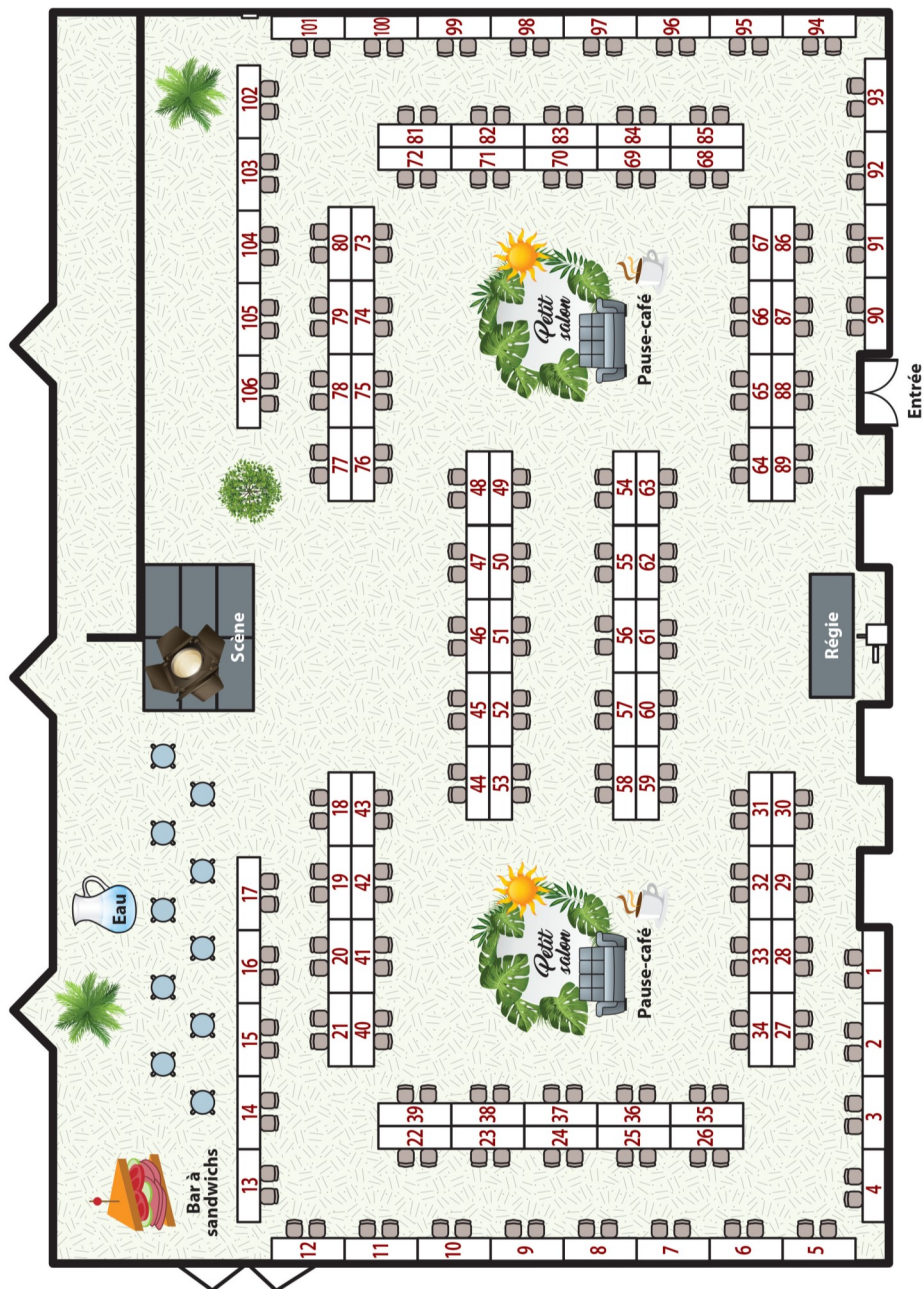 Eau
Bar à
sandwichs
Scène
13 14 15 16 17 106 105 104 103 102
12 101
21 20 19 18 77 78 79 80
40 41 42 43 76 75 74 73
11 100
22 39 72 81
10 99
44 45 46 47 48
23 38 71 82
53 52 51 50 49
9 98
Petit
salon
Petit
salon
24 37 70 83
8 97
58 57 56 55 54
25 36 69 84
Pause-café
Pause-café
59 60 61 62 63
7 96
26 35 68 85
6 95
34 33 32 31 64 65 66 67
27 28 29 30 89 88 87 86
5 94
Régie
4 3 2 1 90 91 92 93
Entrée